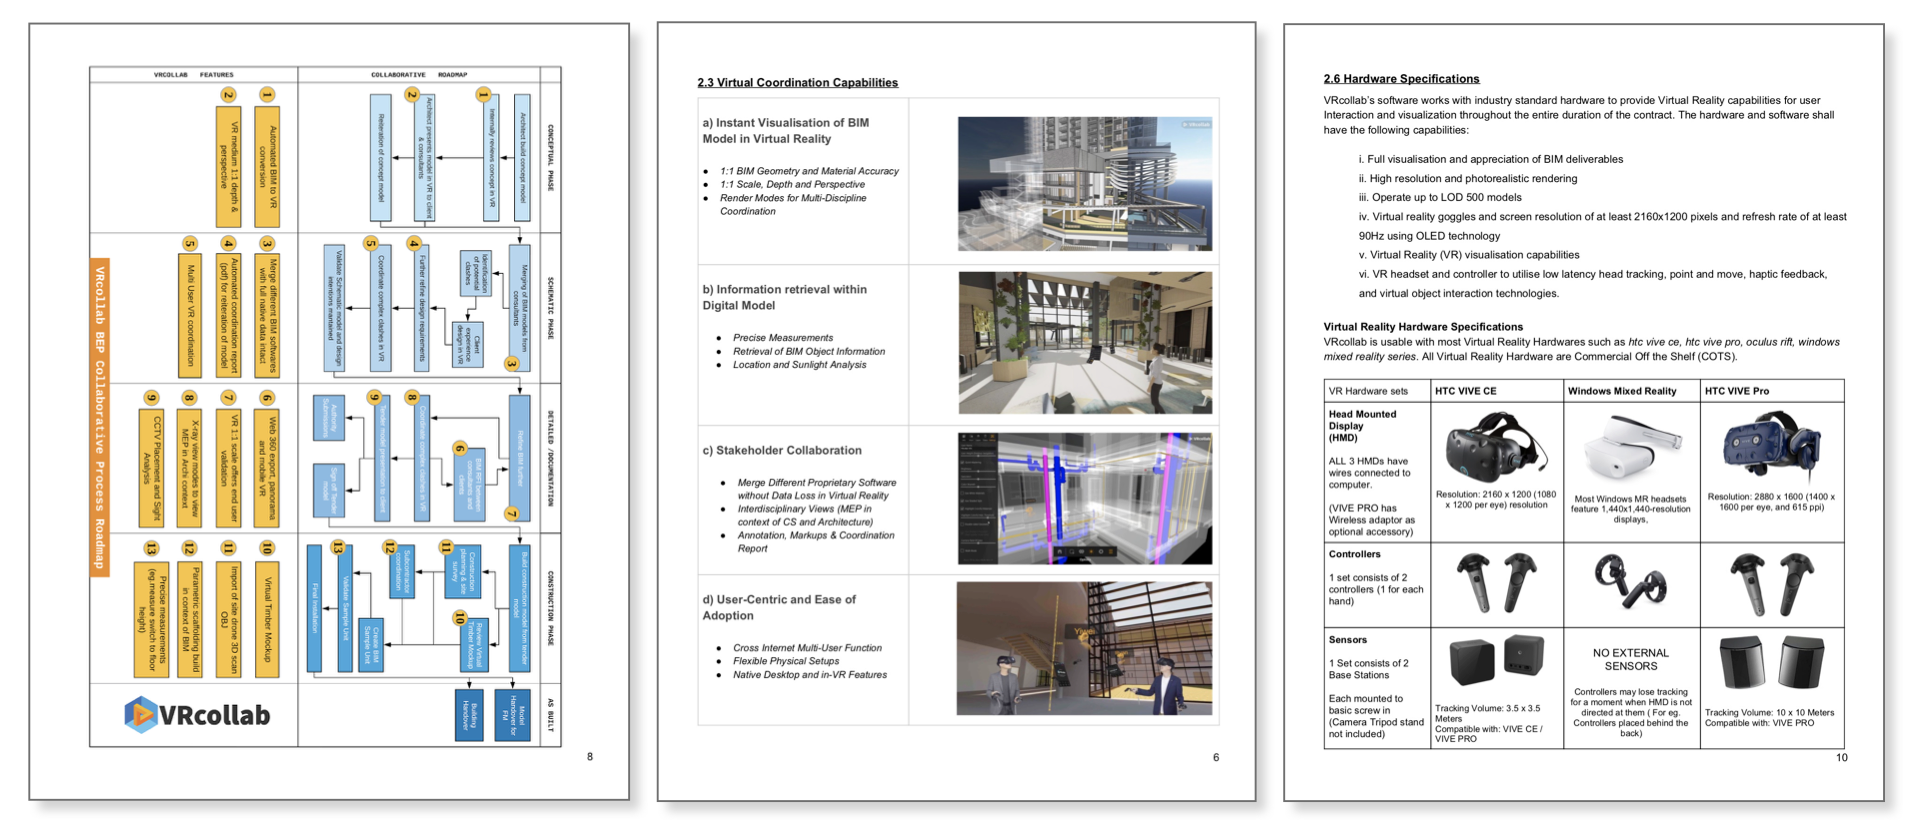 VRCOLLAB FEATURES
COLLABORATIVE ROADMAP
CONCEPTUAL PHASE
Architect build concept model
1
Internally reviews concept in VR
2
Architect presents model in VR to client
& consultants
Reiteration of concept model
1
Automated BIM to VR
conversion
2
VR medium 1:1 depth &
perspective
SCHEMATIC PHASE
Merging of BIM models from
consultants
3
Identification
of potential
clashes
Client
experience
design in VR
4
Further refine design requirements
5
Coordinate complex clashes in VR
Validate Schematic model and design
intentions maintained
3
Merge different BIM softwares
with full native data intact
4
Automated coordination report
(pdf) for reiteration of model
5
Multi User VR coordination
DETAILED /DOCUMENTATION
Refine BIM further
7
6
BIM RFI between
consultants and
clients
8
Coordinate complex clashes in VR
9
Tender model presentation to client
Authority
Submissions
Sign off Tender
model
6
Web 360 export, panorama
and mobile VR
7
VR 1:1 scale offers end user
validation
8
X-ray view modes to view
MEP in Archi context
9
CCTV Placement and Sight
Analysis
CONSTRUCTION PHASE
Build construction model from tender
model
11
Construction
planning & site
survey
10
Review Virtual
Timber Mockup
12
Subcontractor
coordination
Create BIM
Sample Unit
13
Validate Sample Unit
Final Installation
10
Virtual Timber Mockup
11
Import of site drone 3D scan
OBJ
12
Parametric scaffolding build
in context of BIM
13
Precise measurements
(eg.measure switch to floor
height)
AS BUILT
Model
Handover for
FM
Building
Handover
VRcollab BEP Collaborative Process Roadmap
VRcollab
8
2.3 Virtual Coordination Capabilities
a) Instant Visualisation of BIM
Model in Virtual Reality
● 1:1 BIM Geometry and Material Accuracy
● 1:1 Scale, Depth and Perspective
● Render Modes for Multi-Discipline
Coordination
b) Information retrieval within
Digital Model
● Precise Measurements
● Retrieval of BIM Object Information
● Location and Sunlight Analysis
c) Stakeholder Collaboration
● Merge Different Proprietary Software
without Data Loss in Virtual Reality
● Interdisciplinary Views (MEP in
context of CS and Architecture)
● Annotation, Markups & Coordination
Report
VRcollab
d) User-Centric and Ease of
Adoption
● Cross Internet Multi-User Function
● Flexible Physical Setups
● Native Desktop and in-VR Features
6
2.6 Hardware Specifications
VRcollab's software works with industry standard hardware to provide Virtual Reality capabilities for user
Interaction and visualization throughout the entire duration of the contract. The hardware and software shall
have the following capabilities:
i. Full visualisation and appreciation of BIM deliverables
ii. High resolution and photorealistic rendering
iii. Operate up to LOD 500 models
iv. Virtual reality goggles and screen resolution of at least 2160x1200 pixels and refresh rate of at least
90Hz using OLED technology
v. Virtual Reality (VR) visualisation capabilities
vi. VR headset and controller to utilise low latency head tracking, point and move, haptic feedback,
and virtual object interaction technologies.
Virtual Reality Hardware Specifications
VRcollab is usable with most Virtual Reality Hardwares such as htc vive ce, htc vive pro, oculus rift, windows
mixed reality series. All Virtual Reality Hardware are Commercial Off the Shelf (COTS).
VR Hardware sets
HTC VIVE CE
Windows Mixed Reality
HTC VIVE Pro
Head Mounted
Display
(HMD)
ALL 3 HMDs have
wires connected to
computer.
(VIVE PRO has
Wireless adaptor as
optional accessory)
Resolution: 2160 x 1200 (1080
x 1200 per eye) resolution
Most Windows MR headsets
feature 1,440x1,440-resolution
displays,
Resolution: 2880 x 1600 (1400 x
1600 per eye, and 615 ppi)
Controllers
1 set consists of 2
controllers (1 for each
hand)
Sensors
1 Set consists of 2
Base Stations
Each mounted to
basic screw in
(Camera Tripod stand
not included)
Tracking Volume: 3.5 x 3.5
Meters
Compatible with: VIVE CE /
VIVE PRO
NO EXTERNAL
SENSORS
Controllers may lose tracking
for a moment when HMD is not
directed at them ( For eg.
Controllers placed behind the
back)
Tracking Volume: 10 x 10 Meters
Compatible with: VIVE PRO
10